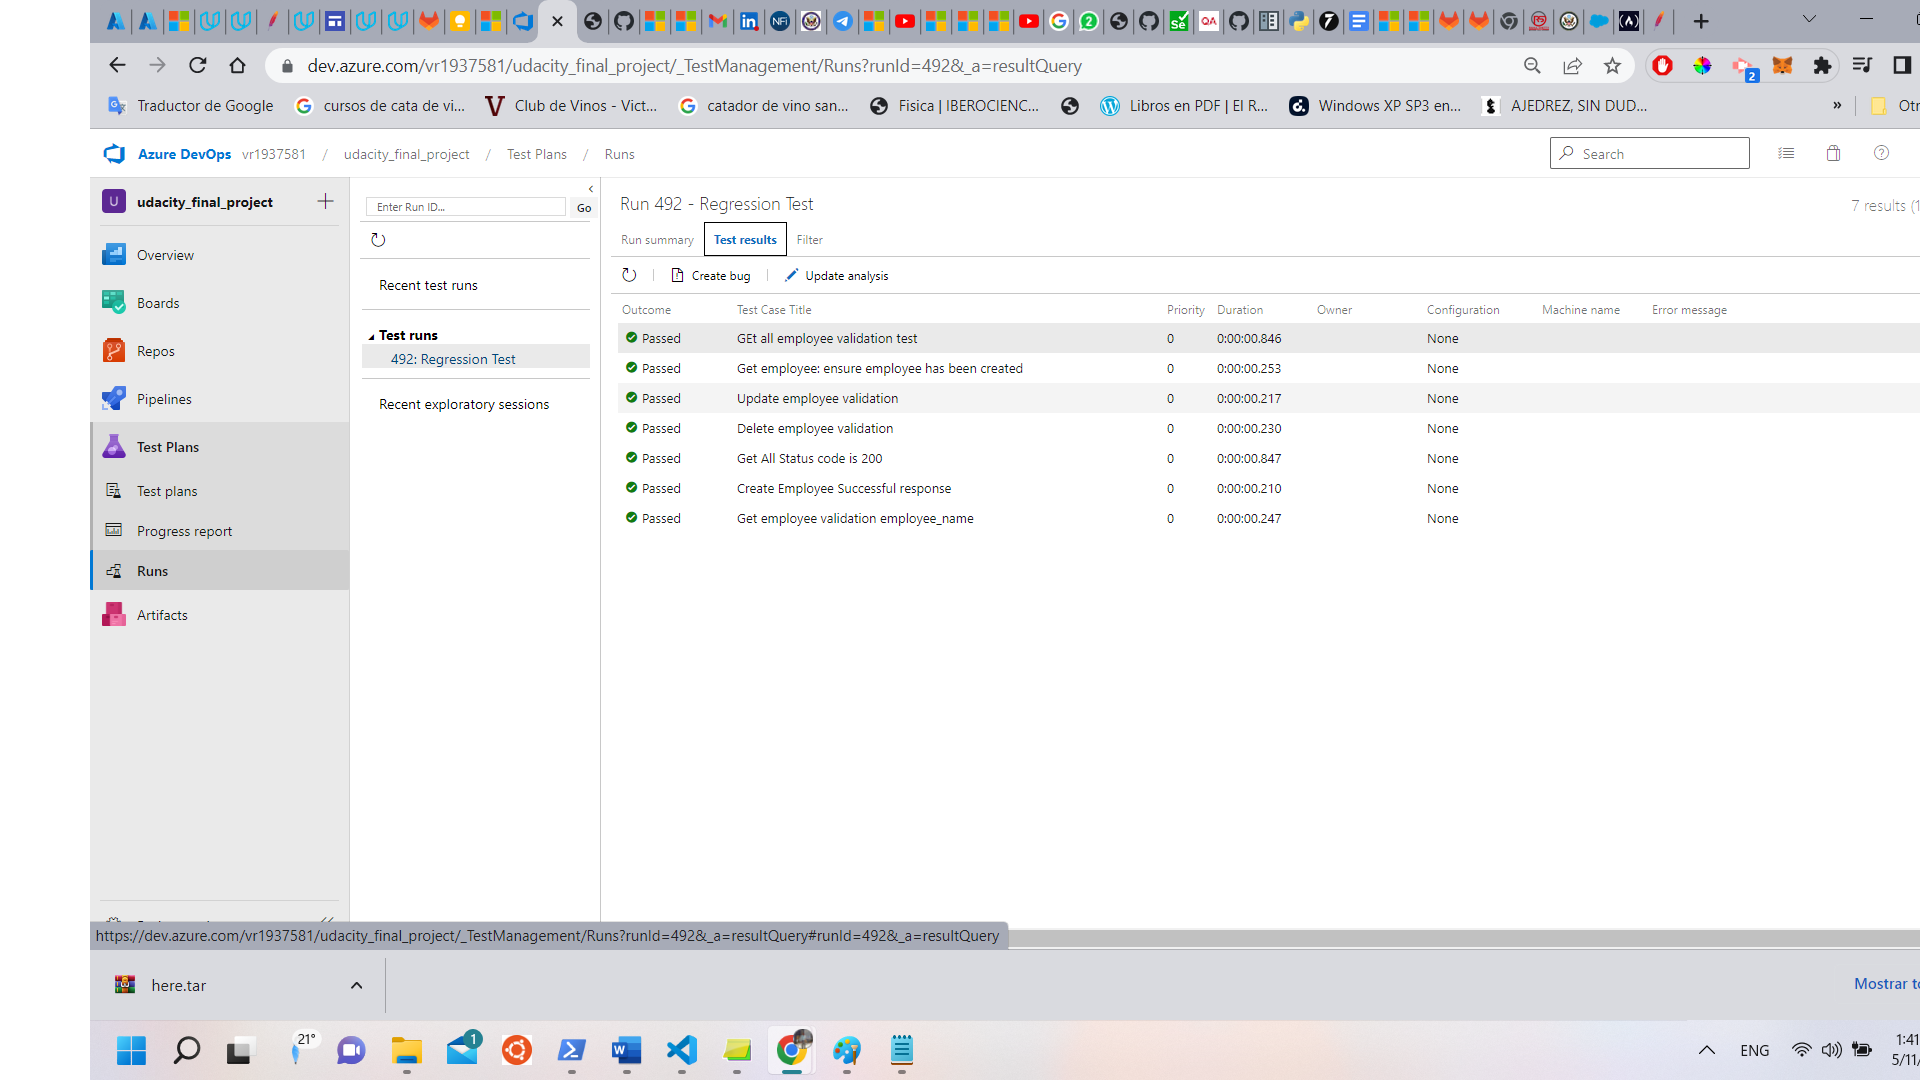 dev.azure.com/vr1937581/udacity_final_project/_TestManagement/Runs?runId=492&_a=resultQuery
2
Traductor de Google
cursos de cata de vi...
Club de Vinos - Vict...
catador de vino san...
Fisica | IBEROCIENC...
Libros en PDF | El R...
Windows XP SP3 en...
AJEDREZ, SIN DUD...
»
Azure DevOps vr1937581 / udacity_final_project / Test Plans / Runs
Search
U udacity_final_project
Overview
Boards
Repos
Pipelines
Test Plans
Test plans
Progress report
Runs
Artifacts
Enter Run ID...
Go
Recent test runs
Test runs
492: Regression Test
Recent exploratory sessions
Run 492 - Regression Test
7 results (1
Run summary Test results Filter
Create bug Update analysis
Outcome Test Case Title Priority Duration Owner Configuration Machine name Error message
Passed GEt all employee validation test 0 0:00:00.846 None
Passed Get employee: ensure employee has been created 0 0:00:00.253 None
Passed Update employee validation 0 0:00:00.217 None
Passed Delete employee validation 0 0:00:00.230 None
Passed Get All Status code is 200 0 0:00:00.847 None
Passed Create Employee Successful response 0 0:00:00.210 None
Passed Get employee validation employee_name 0 0:00:00.247 None
https://dev.azure.com/vr1937581/udacity_final_project/_TestManagement/Runs?runId=492&_a=resultQuery#runId=492&_a=resultQuery
here.tar
Mostrar to
21°
1
ENG
1:41
5/11/